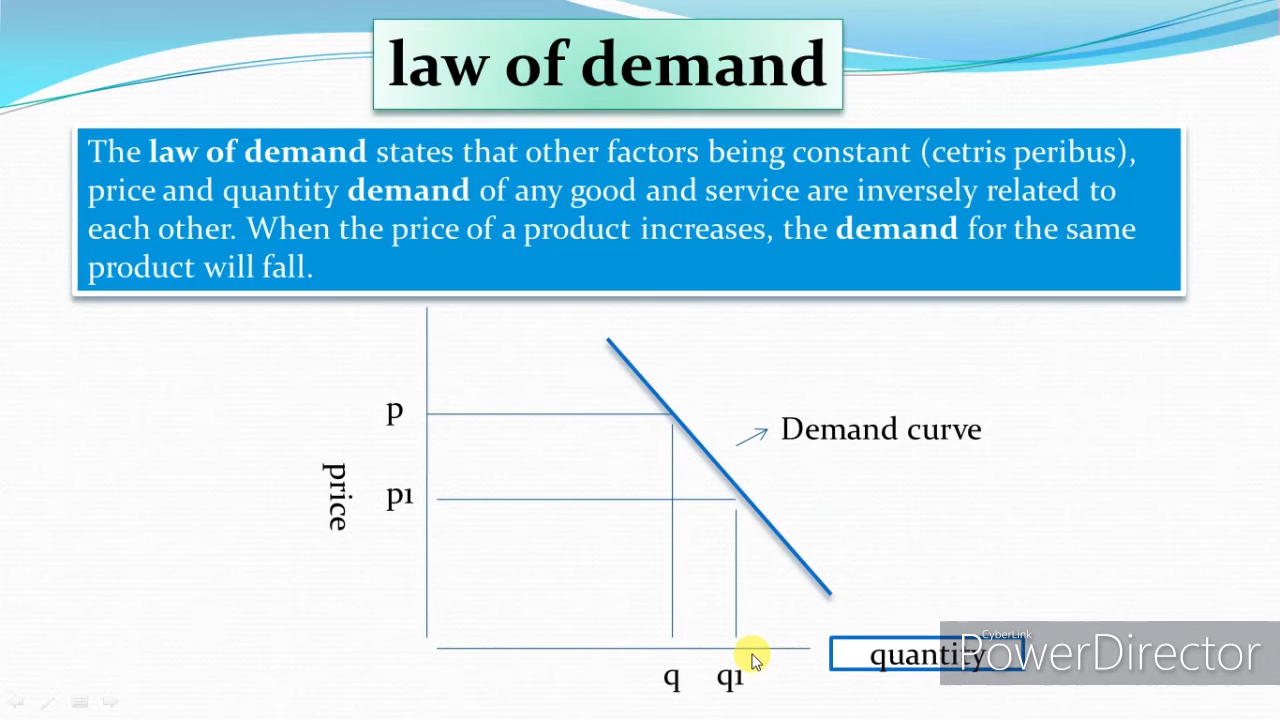 law of demand
The law of demand states that other factors being constant (cetris peribus),
price and quantity demand of any good and service are inversely related to
each other. When the price of a product increases, the demand for the same
product will fall.
p
Demand curve
price
p1
quantity
CyberLink
PowerDirector
q q1